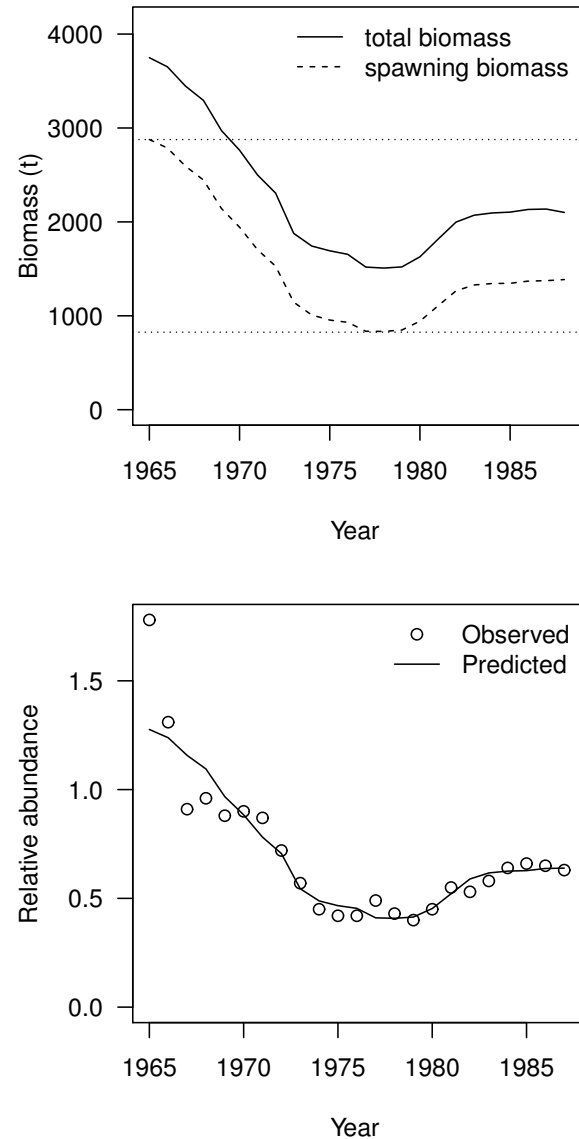 4000
3000
2000
1000
0
Biomass (t)
total biomass
spawning biomass
1965 1970 1975 1980 1985
Year
1.5
1.0
0.5
0.0
Relative abundance
Observed
Predicted
1965 1970 1975 1980 1985
Year